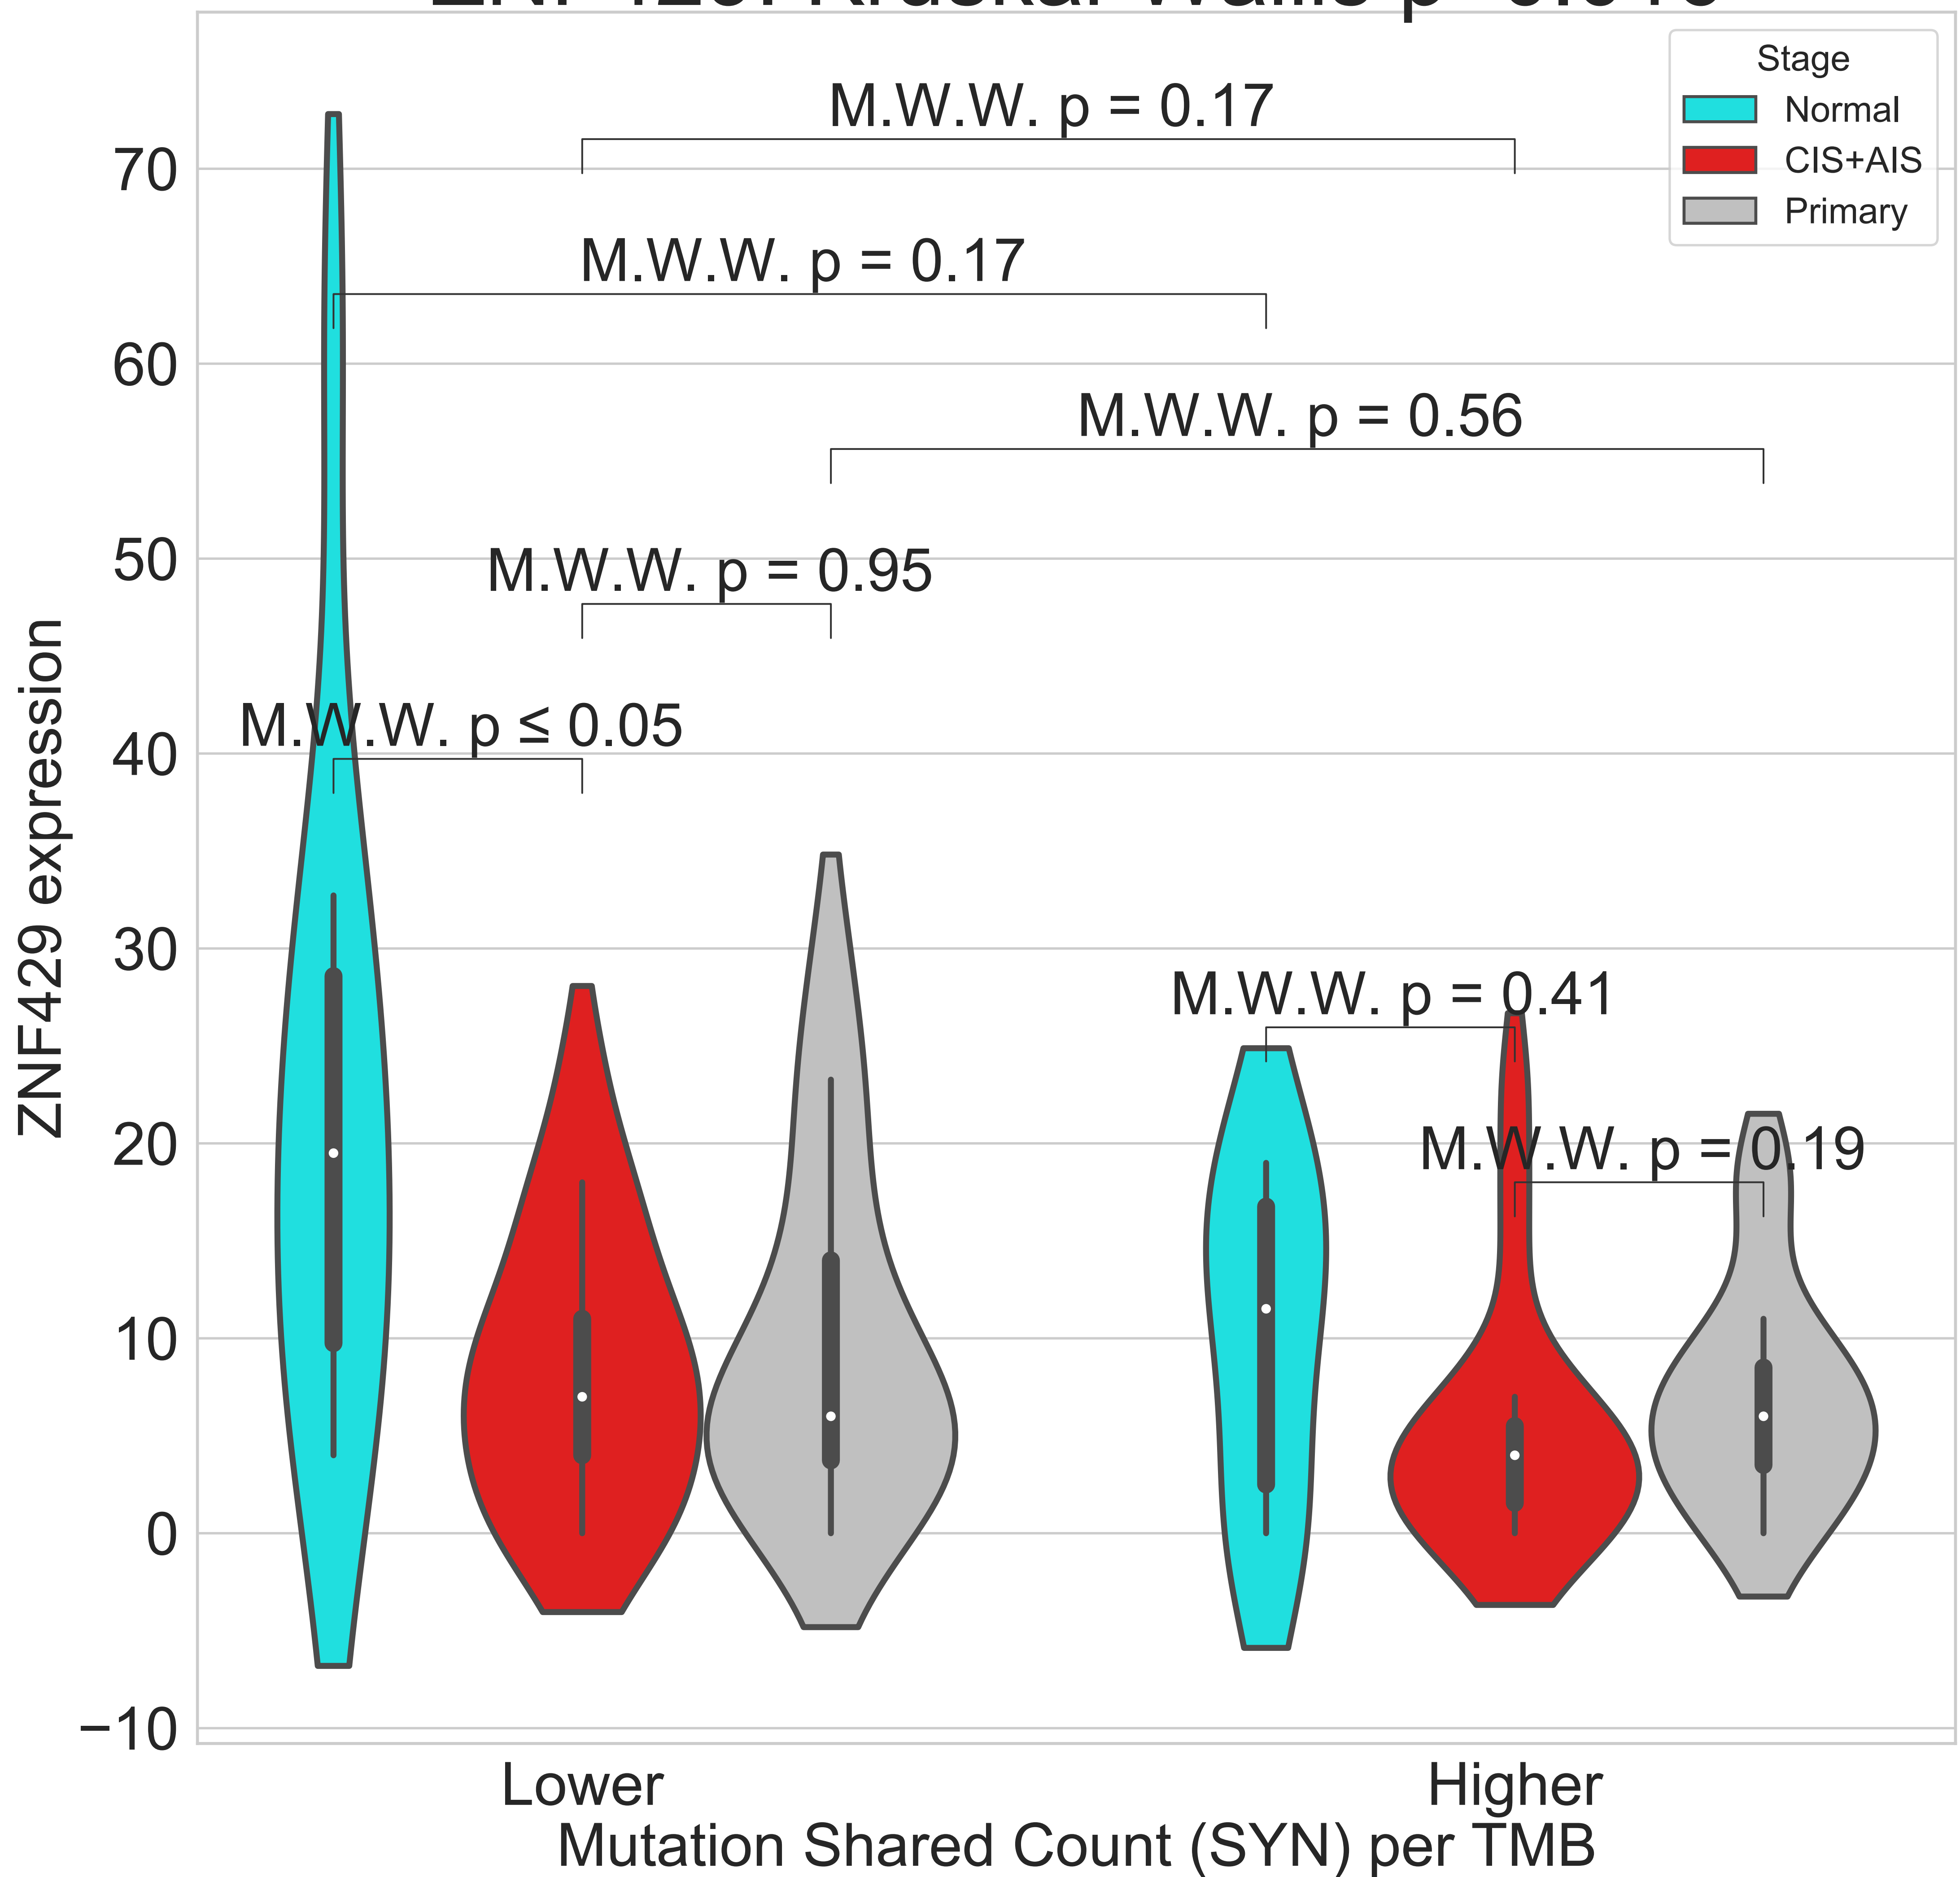 Stage
Normal
CIS+AIS
Primary
M.W.W. p = 0.17
M.W.W. p = 0.17
M.W.W. p = 0.56
M.W.W. p = 0.95
M.W.W. p ≤ 0.05
M.W.W. p = 0.41
M.W.W. p = 0.19
70
60
50
40
30
20
10
0
−10
ZNF429 expression
Lower
Higher
Mutation Shared Count (SYN) per TMB